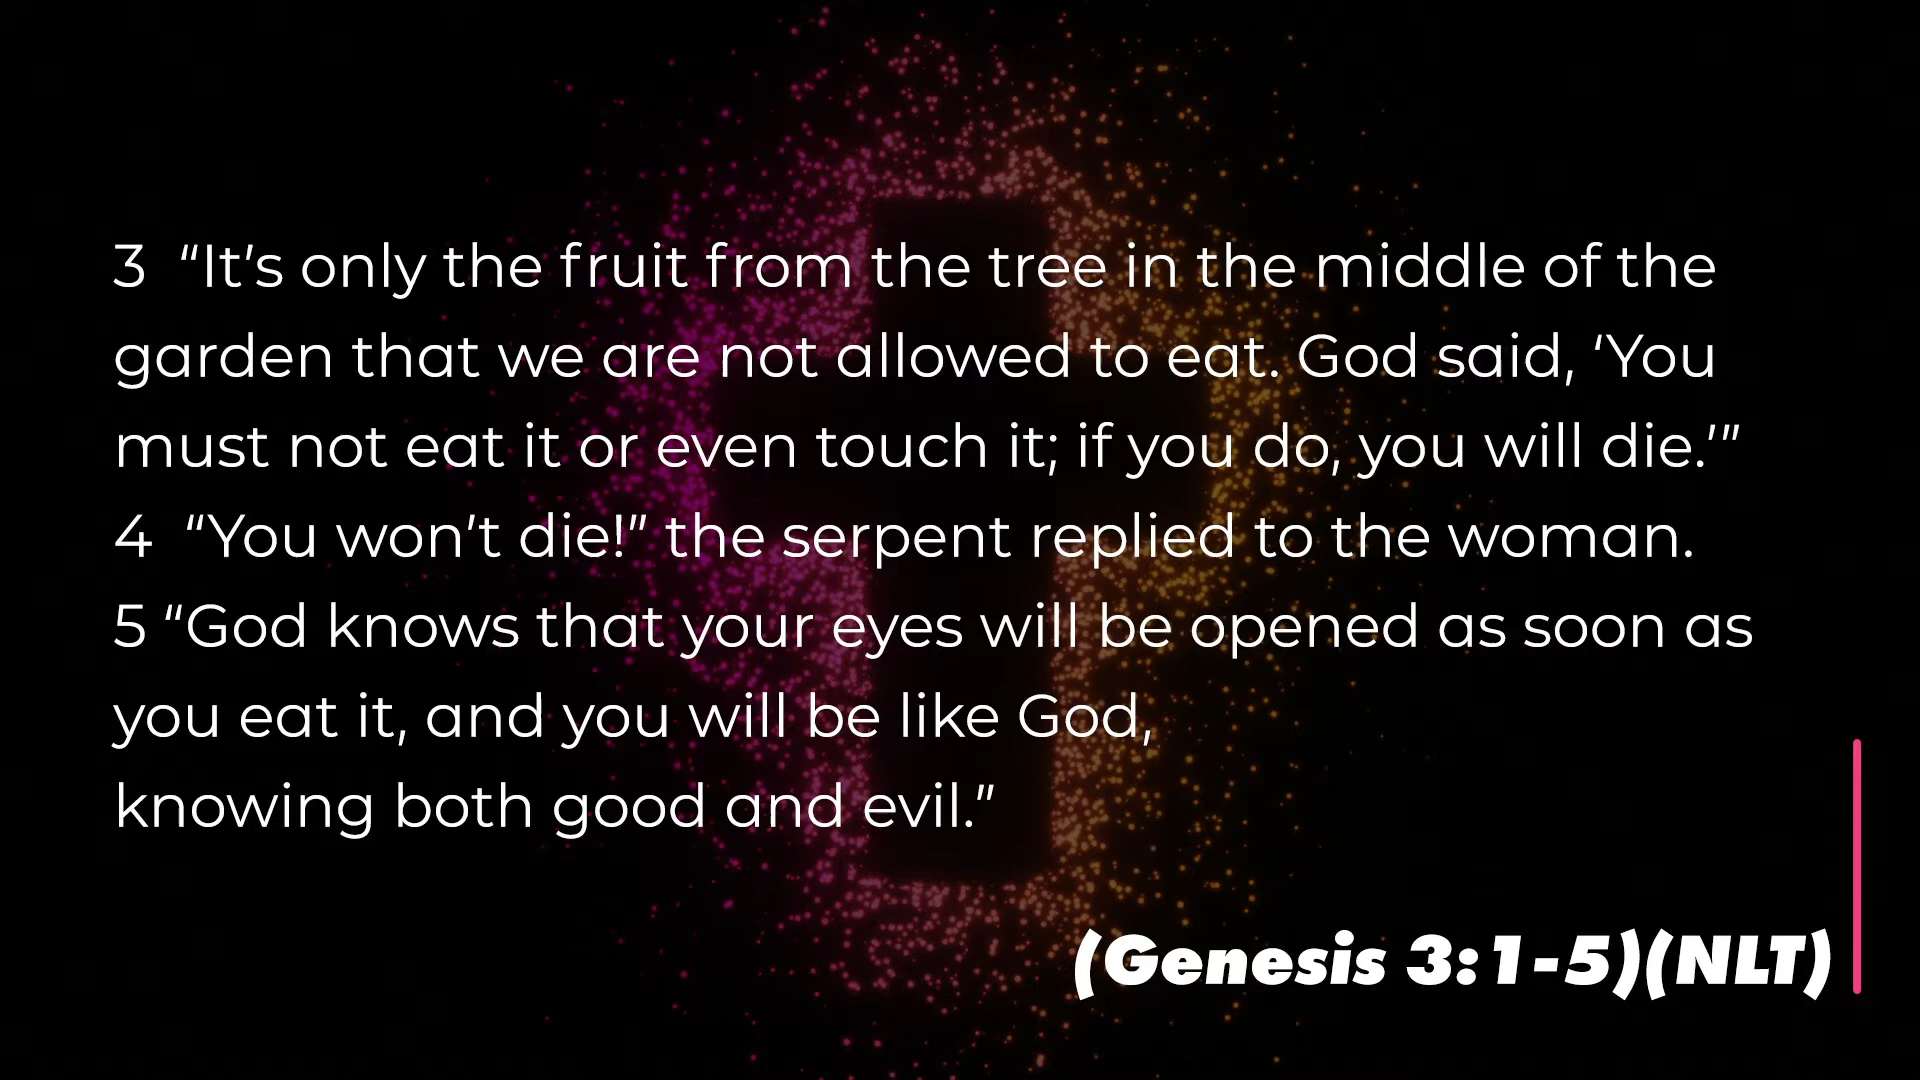 3  “It’s only the fruit from the tree in the middle of the
garden that we are not allowed to eat. God said, ‘You
must not eat it or even touch it; if you do, you will die.’”
4  “You won’t die!” the serpent replied to the woman.
5 “God knows that your eyes will be opened as soon as
you eat it, and you will be like God,
knowing both good and evil.”
(Genesis 3:1-5)(NLT)